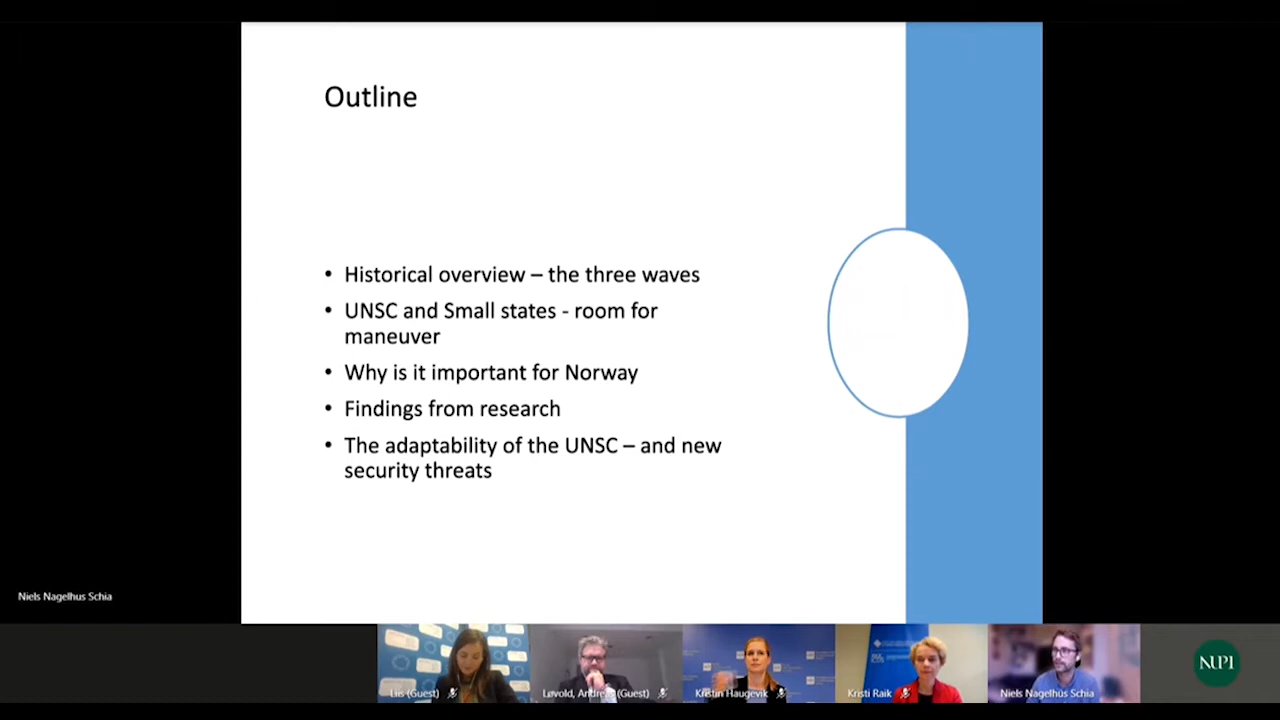 Outline
• Historical overview – the three waves
• UNSC and Small states - room for
maneuver
• Why is it important for Norway
• Findings from research
• The adaptability of the UNSC – and new
security threats
Niels Nagelhus Schia
Liis (Guest)
Løvold, Andreas (Guest)
Kristin Haugevik
Kristi Raik
Niels Nagelhus Schia
NUPI